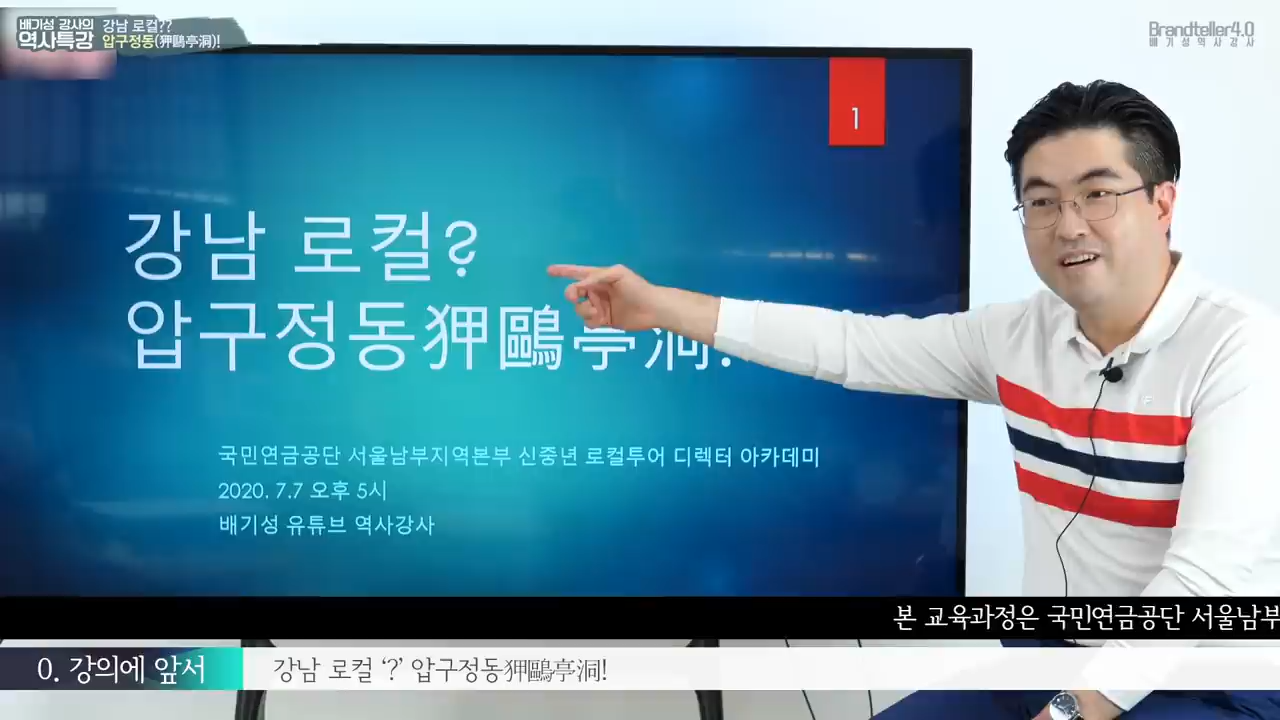 배기성 강사의
역사특강
강남 로컬??
압구정동(狎鷗亭洞)!
Brandteller4.0
배기성역사강사
1
강남 로컬?
압구정동狎鷗亭洞!
국민연금공단 서울남부지역본부 신중년 로컬투어 디렉터 아카데미
2020. 7.7 오후 5시
배기성 유튜브 역사강사
본 교육과정은 국민연금공단 서울남부
0. 강의에 앞서
강남 로컬 ‘?’ 압구정동狎鷗亭洞!